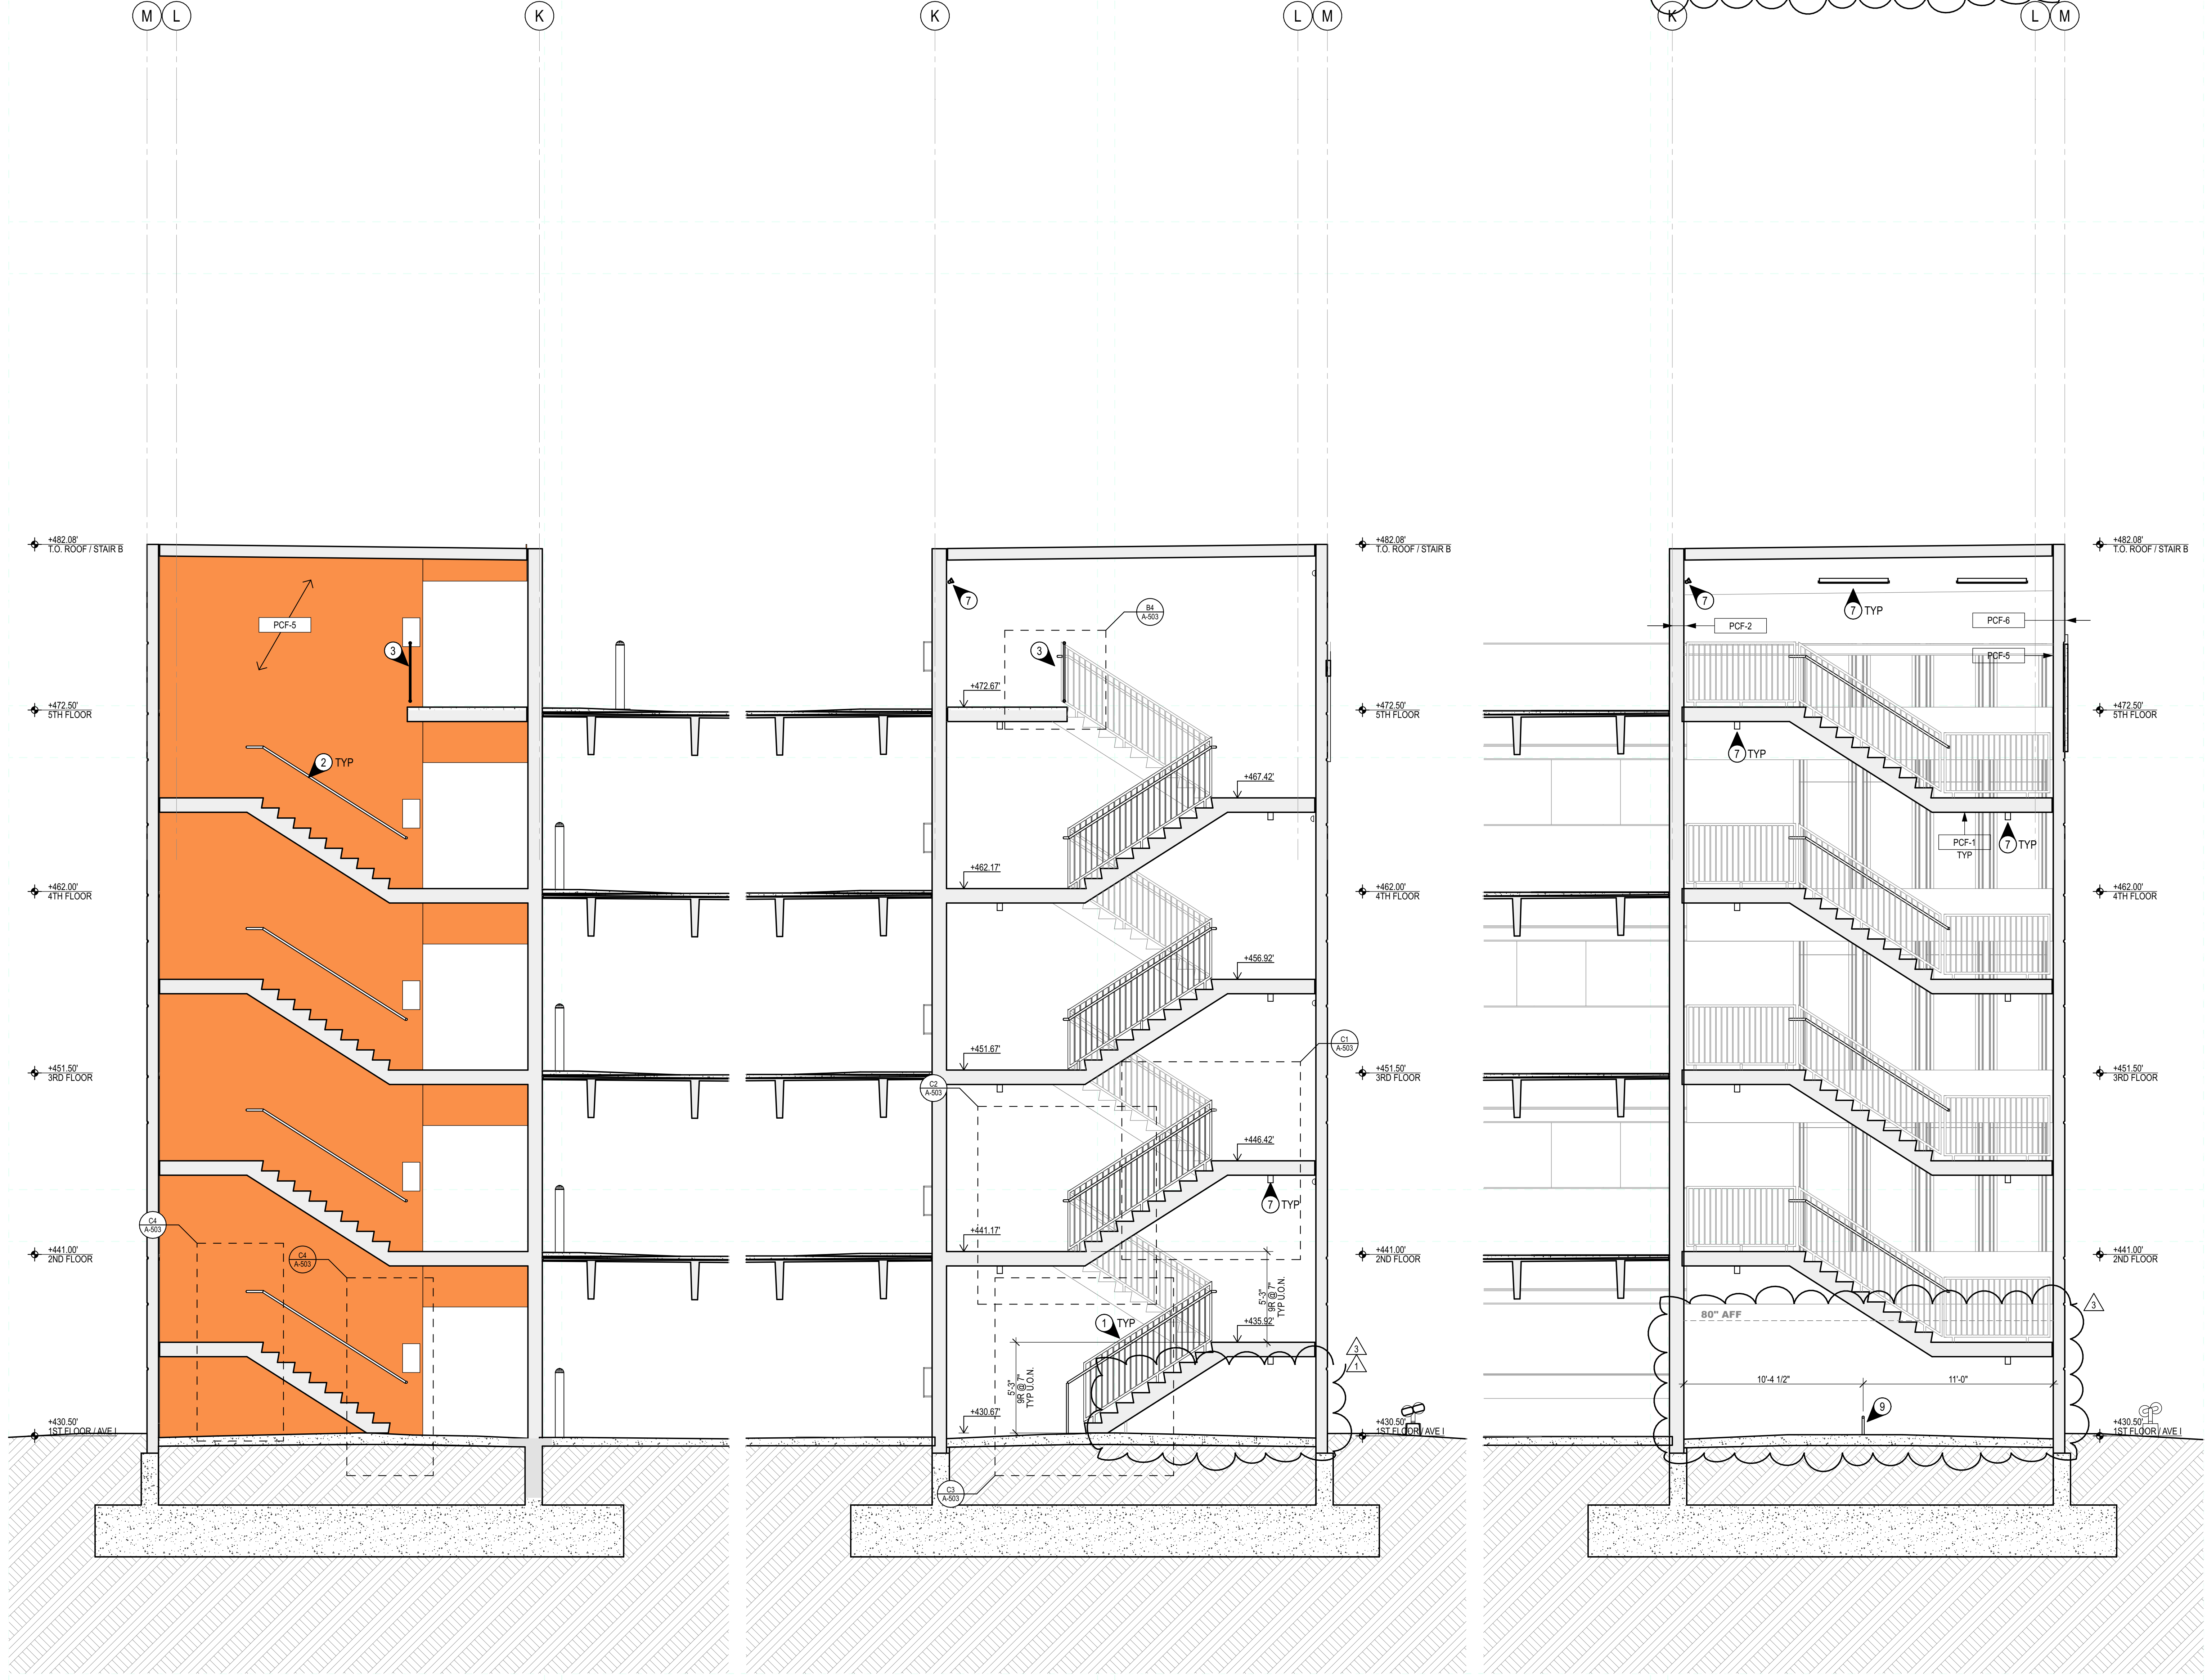 M L K K L M K L M
+482.08'
T.O. ROOF / STAIR B
+472.50'
5TH FLOOR
+462.00'
4TH FLOOR
+451.50'
3RD FLOOR
+441.00'
2ND FLOOR
+430.50'
1ST FLOOR / AVE I
PCF-5
3
2 TYP
C4
A-503
C4
A-503
7
B4
A-503
3
+472.67'
+467.42'
+462.17'
+456.92'
+451.67'
C1
A-503
C2
A-503
+446.42'
7 TYP
+441.17'
5'-3"
9R @ 7"
TYP U.O.N.
+435.92'
1 TYP
5'-3"
9R @ 7"
TYP U.O.N.
+430.67'
C3
A-503
3
1
+482.08'
T.O. ROOF / STAIR B
+472.50'
5TH FLOOR
+462.00'
4TH FLOOR
+451.50'
3RD FLOOR
+441.00'
2ND FLOOR
+430.50'
1ST FLOOR / AVE I
7
7 TYP
PCF-2
PCF-6
PCF-5
7 TYP
PCF-1
TYP
7 TYP
80" AFF
3
10'-4 1/2"
11'-0"
9
+482.08'
T.O. ROOF / STAIR B
+472.50'
5TH FLOOR
+462.00'
4TH FLOOR
+451.50'
3RD FLOOR
+441.00'
2ND FLOOR
+430.50'
1ST FLOOR / AVE I